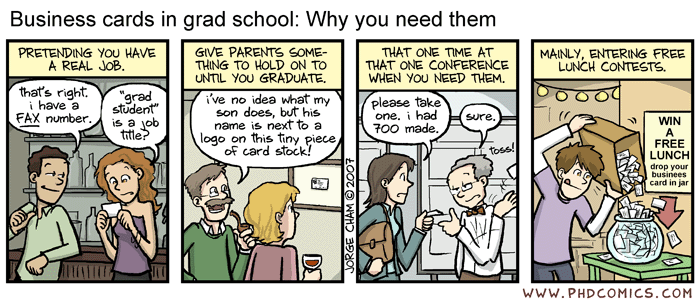 Business cards in grad school: Why you need them
PRETENDING YOU HAVE
A REAL JOB.
that's right.
i have a
FAX number.
"grad
student"
is a job
title?
GIVE PARENTS SOME-
THING TO HOLD ON TO
UNTIL YOU GRADUATE.
i've no idea what my
son does, but his
name is next to a
logo on this tiny piece
of card stock!
JORGE CHAM © 2007
THAT ONE TIME AT
THAT ONE CONFERENCE
WHEN YOU NEED THEM.
please take
one. i had
700 made.
sure.
toss!
MAINLY, ENTERING FREE
LUNCH CONTESTS.
WIN
A
FREE
LUNCH
drop your
businees
card in jar
WWW.PHDCOMICS.COM